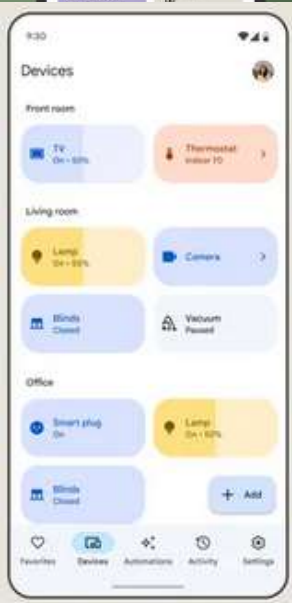 9:30
Devices
Front room
TV
On • 50%
Thermostat
Indoor 70
Living room
Lamp
On • 50%
Camera
Blinds
Closed
Vacuum
Paused
Office
Smart plug
On
Lamp
On • 50%
Blinds
Closed
+ Add
Favorites
Devices
Automations
Activity
Settings